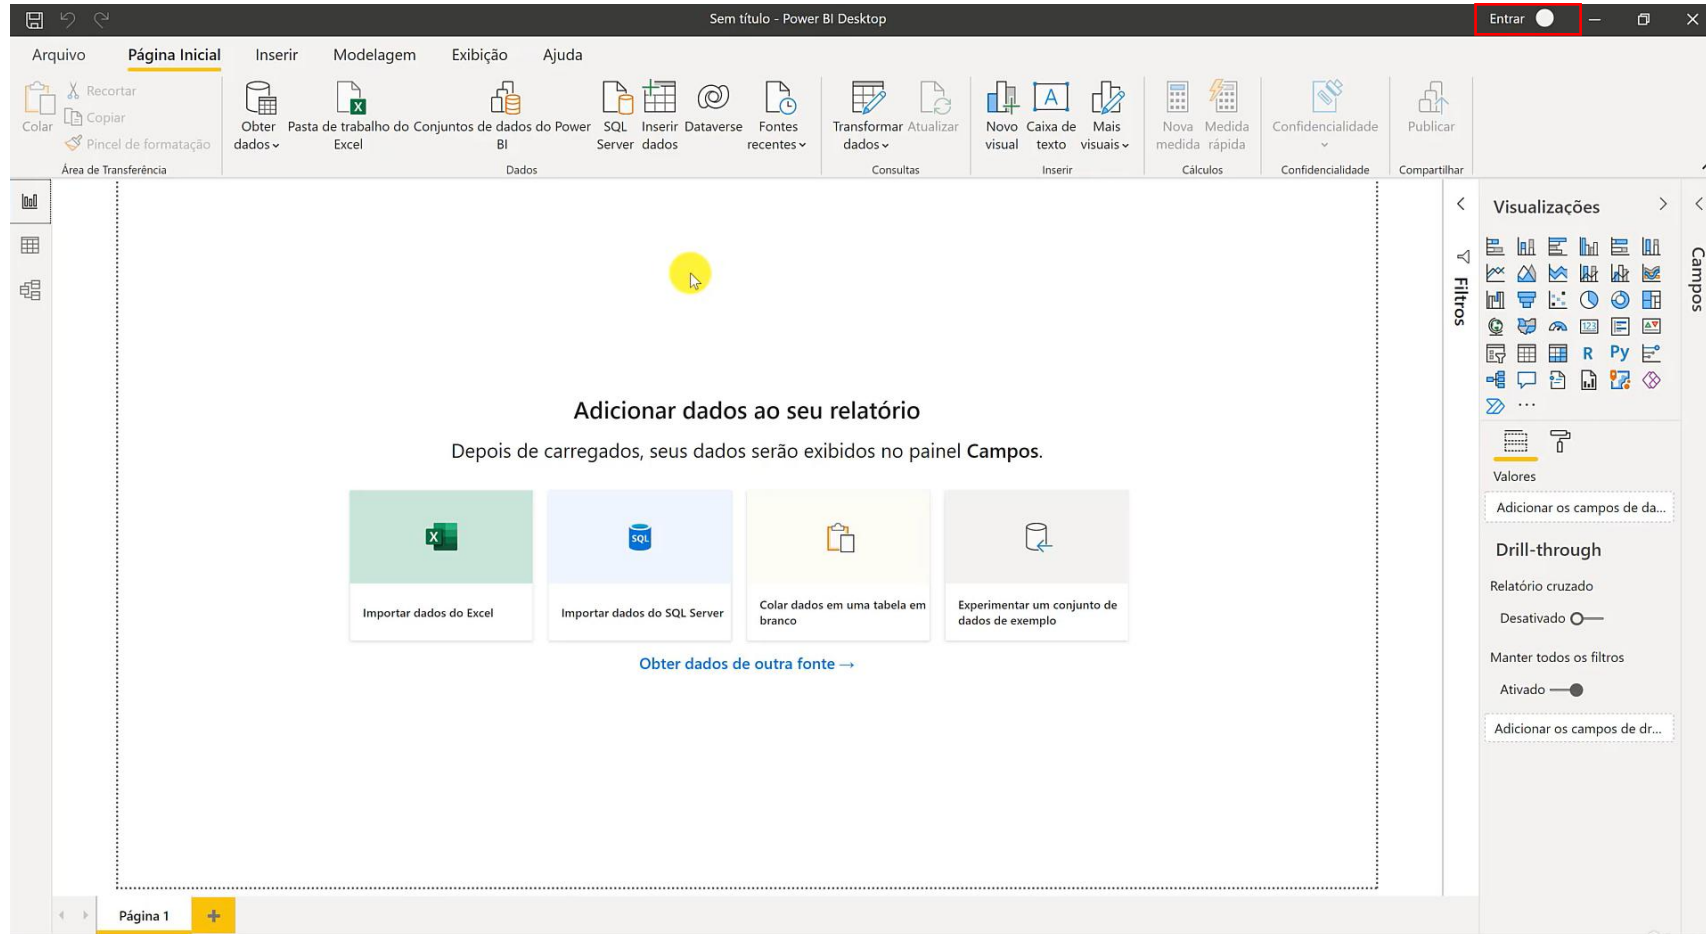 Sem título - Power BI Desktop
Entrar
Arquivo
Página Inicial
Inserir
Modelagem
Exibição
Ajuda
Colar
Recortar
Copiar
Pincel de formatação
Área de Transferência
Obter
dados
Pasta de trabalho do
Excel
Conjuntos de dados do Power
BI
SQL
Server
Inserir
dados
Dataverse
Fontes
recentes
Dados
Transformar
dados
Atualizar
Consultas
Novo
visual
A
Caixa de
texto
Mais
visuais
Inserir
Nova
medida
Medida
rápida
Cálculos
Confidencialidade
Confidencialidade
Publicar
Compartilhar
Filtros
Visualizações
123
R
Py
...
Campos
Valores
Adicionar os campos de da...
Drill-through
Relatório cruzado
Desativado
Manter todos os filtros
Ativado
Adicionar os campos de dr...
Adicionar dados ao seu relatório
Depois de carregados, seus dados serão exibidos no painel Campos.
X
SQL
Importar dados do Excel
Importar dados do SQL Server
Colar dados em uma tabela em
branco
Experimentar um conjunto de
dados de exemplo
Obter dados de outra fonte →
Página 1
+